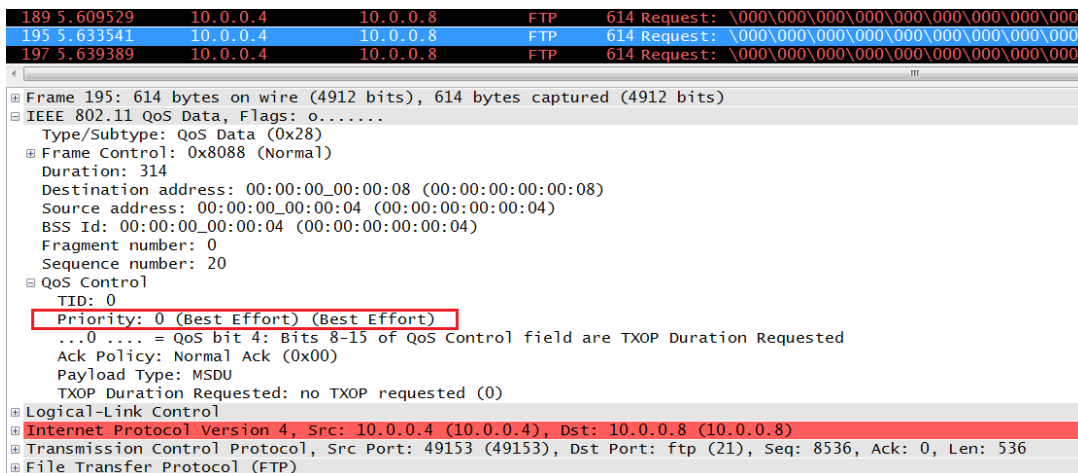 189 5.609529 10.0.0.4 10.0.0.8 FTP 614 Request: \000\000\000\000\000\000\000\000\000
195 5.633541 10.0.0.4 10.0.0.8 FTP 614 Request: \000\000\000\000\000\000\000\000\000
197 5.639389 10.0.0.4 10.0.0.8 FTP 614 Request: \000\000\000\000\000\000\000\000\000
Frame 195: 614 bytes on wire (4912 bits), 614 bytes captured (4912 bits)
IEEE 802.11 QoS Data, Flags: o.......
Type/Subtype: QoS Data (0x28)
Frame Control: 0x8088 (Normal)
Duration: 314
Destination address: 00:00:00_00:00:08 (00:00:00:00:00:08)
Source address: 00:00:00_00:00:04 (00:00:00:00:00:04)
BSS Id: 00:00:00_00:00:04 (00:00:00:00:00:04)
Fragment number: 0
Sequence number: 20
QoS Control
TID: 0
Priority: 0 (Best Effort) (Best Effort)
...0 .... = QoS bit 4: Bits 8-15 of QoS Control field are TXOP Duration Requested
Ack Policy: Normal Ack (0x00)
Payload Type: MSDU
TXOP Duration Requested: no TXOP requested (0)
Logical-Link Control
Internet Protocol Version 4, Src: 10.0.0.4 (10.0.0.4), Dst: 10.0.0.8 (10.0.0.8)
Transmission Control Protocol, Src Port: 49153 (49153), Dst Port: ftp (21), Seq: 8536, Ack: 0, Len: 536
File Transfer Protocol (FTP)